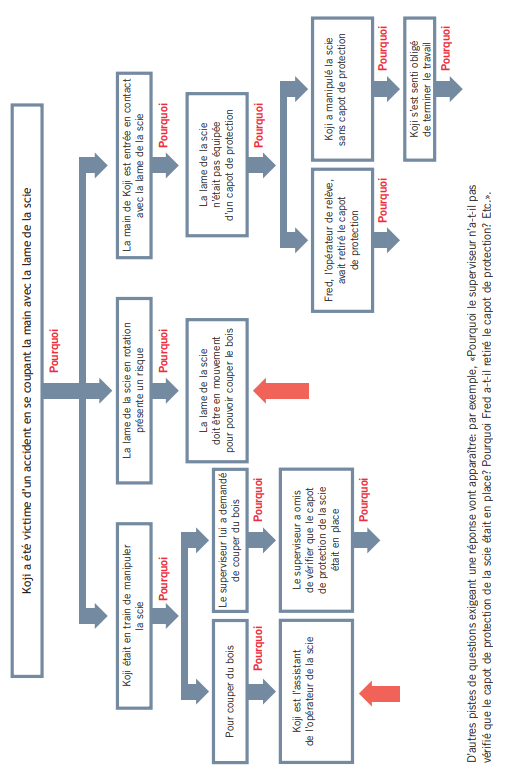 Koji a été victime d'un accident en se coupant la main avec la lame de la scie
Pourquoi
Koji était en train de manipuler
la scie
Pourquoi
La lame de la scie en rotation
présente un risque
Pourquoi
La main de Koji est entrée en contact
avec la lame de la scie
Pourquoi
Pour couper du bois
Pourquoi
Le superviseur lui a demandé
de couper du bois
Pourquoi
La lame de la scie
doit être en mouvement
pour pouvoir couper le bois
La lame de la scie
n'était pas équipée
d'un capot de protection
Pourquoi
Koji est l'assistant
de l'opérateur de la scie
Le superviseur a omis
de vérifier que le capot
de protection de la scie
était en place
Pourquoi
Fred, l'opérateur de relève,
avait retiré le capot
de protection
Pourquoi
Koji a manipulé la scie
sans capot de protection
Pourquoi
Koji s'est senti obligé
de terminer le travail
Pourquoi
D'autres pistes de questions exigeant une réponse vont apparaître: par exemple, «Pourquoi le superviseur n'a-t-il pas
vérifié que le capot de protection de la scie était en place? Pourquoi Fred a-t-il retiré le capot de protection? Etc.».